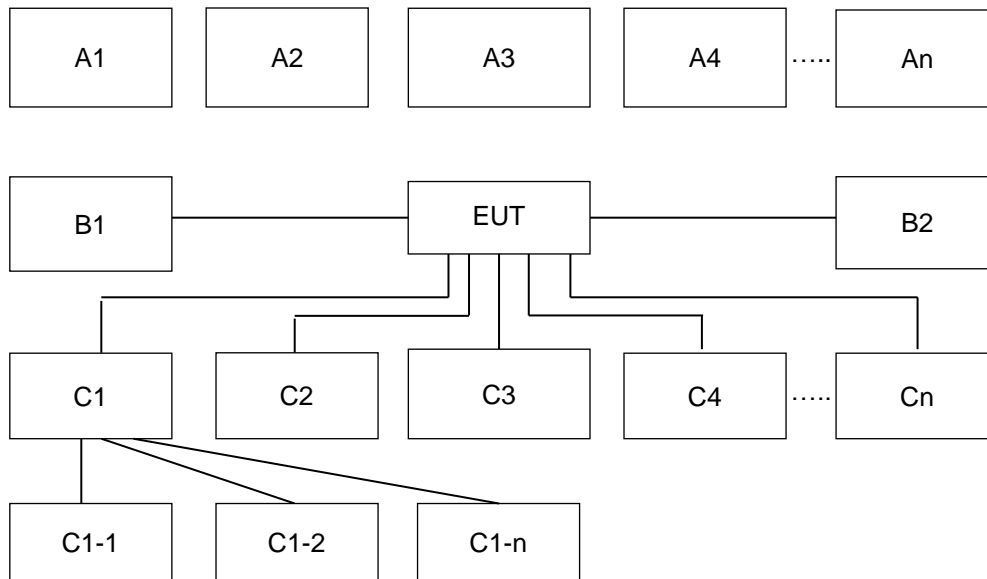 A1 A2 A3 A4 ..... An
B1 EUT B2
C1 C2 C3 C4 ..... Cn
C1-1 C1-2 C1-n